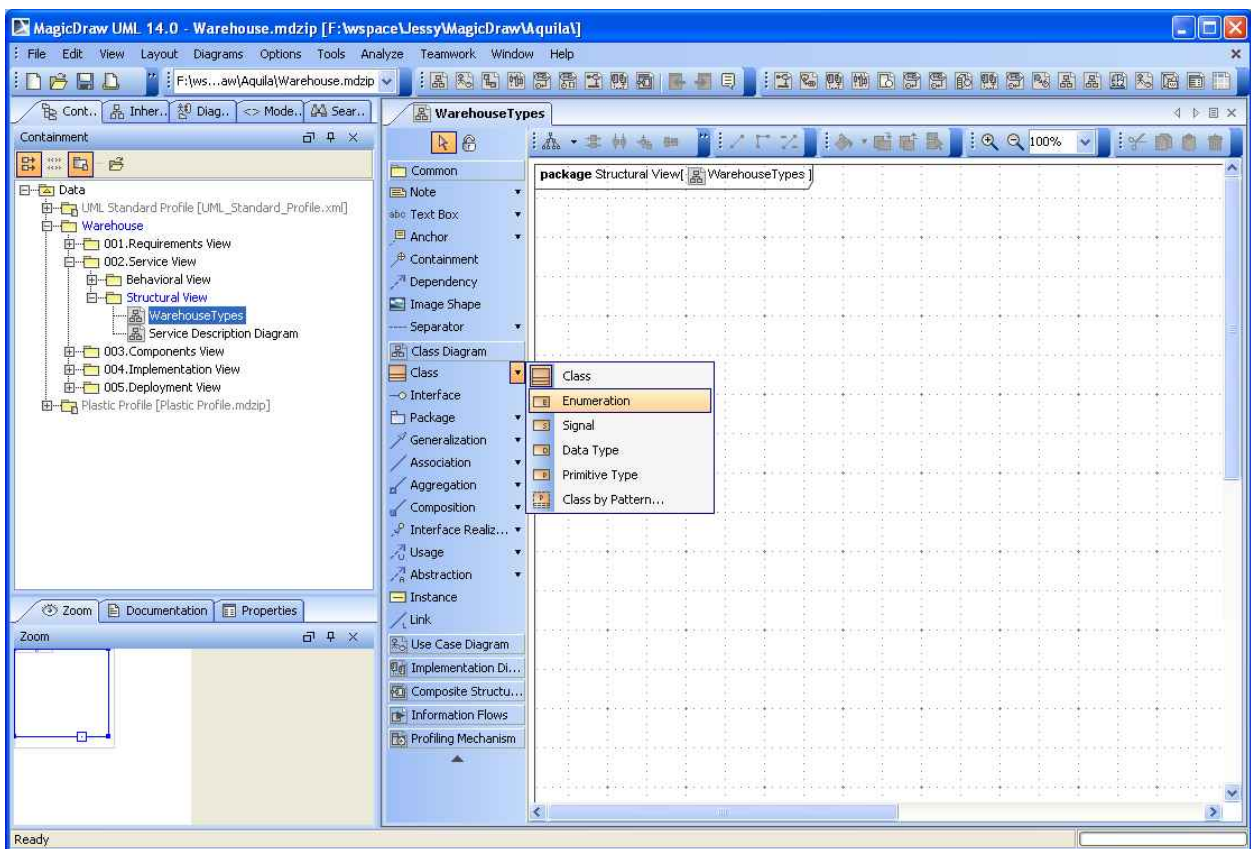 MagicDraw UML 14.0 - Warehouse.mdzip [F:\wspace\Jessy\MagicDraw\Aquila\]
File Edit View Layout Diagrams Options Tools Analyze Teamwork Window Help
F:\ws...aw\Aquila\Warehouse.mdzip
Cont.. Inher.. Diag.. <> Mode.. Sear..
Containment
Data
UML Standard Profile [UML_Standard_Profile.xml]
Warehouse
001.Requirements View
002.Service View
Behavioral View
Structural View
WarehouseTypes
Service Description Diagram
003.Components View
004.Implementation View
005.Deployment View
Plastic Profile [Plastic Profile.mdzip]
Zoom Documentation Properties
Zoom
WarehouseTypes
100%
Common
Note
abc Text Box
Anchor
Containment
Dependency
Image Shape
Separator
Class Diagram
Class
Interface
Package
Generalization
Association
Aggregation
Composition
Interface Realiz...
Usage
Abstraction
Instance
Link
Use Case Diagram
Implementation Di...
Composite Structu...
Information Flows
Profiling Mechanism
package Structural View[ WarehouseTypes ]
Class
Enumeration
Signal
Data Type
Primitive Type
Class by Pattern...
Ready